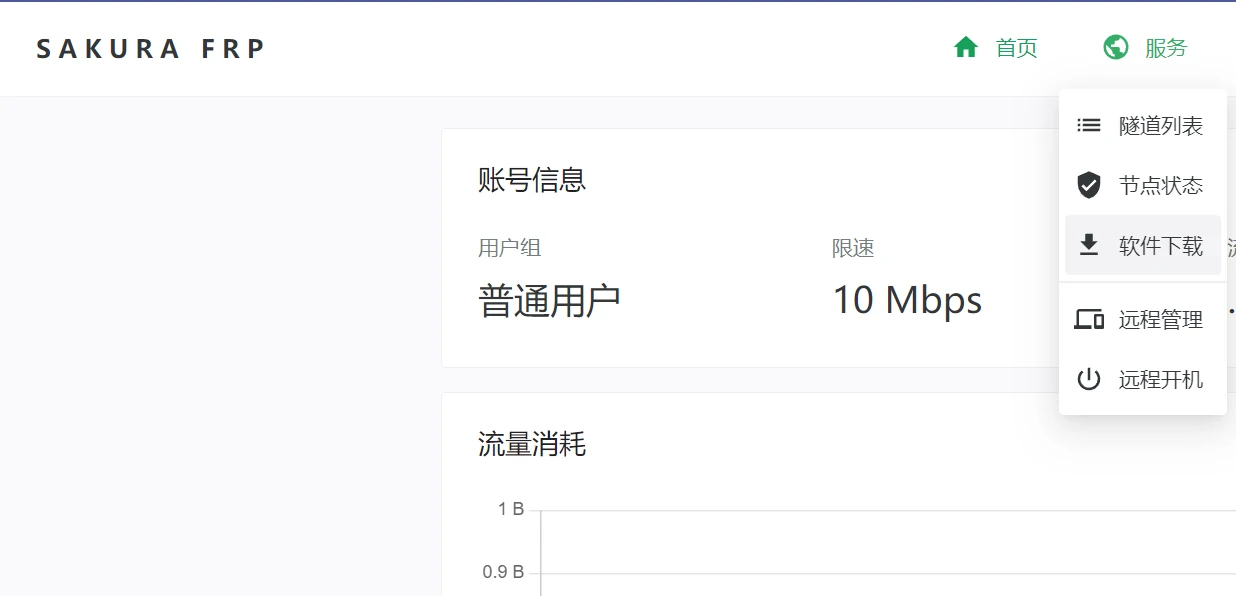 SAKURA FRP
首页
服务
隧道列表
节点状态
软件下载
远程管理
远程开机
账号信息
用户组
限速
普通用户
10 Mbps
流量消耗
1 B
0.9 B